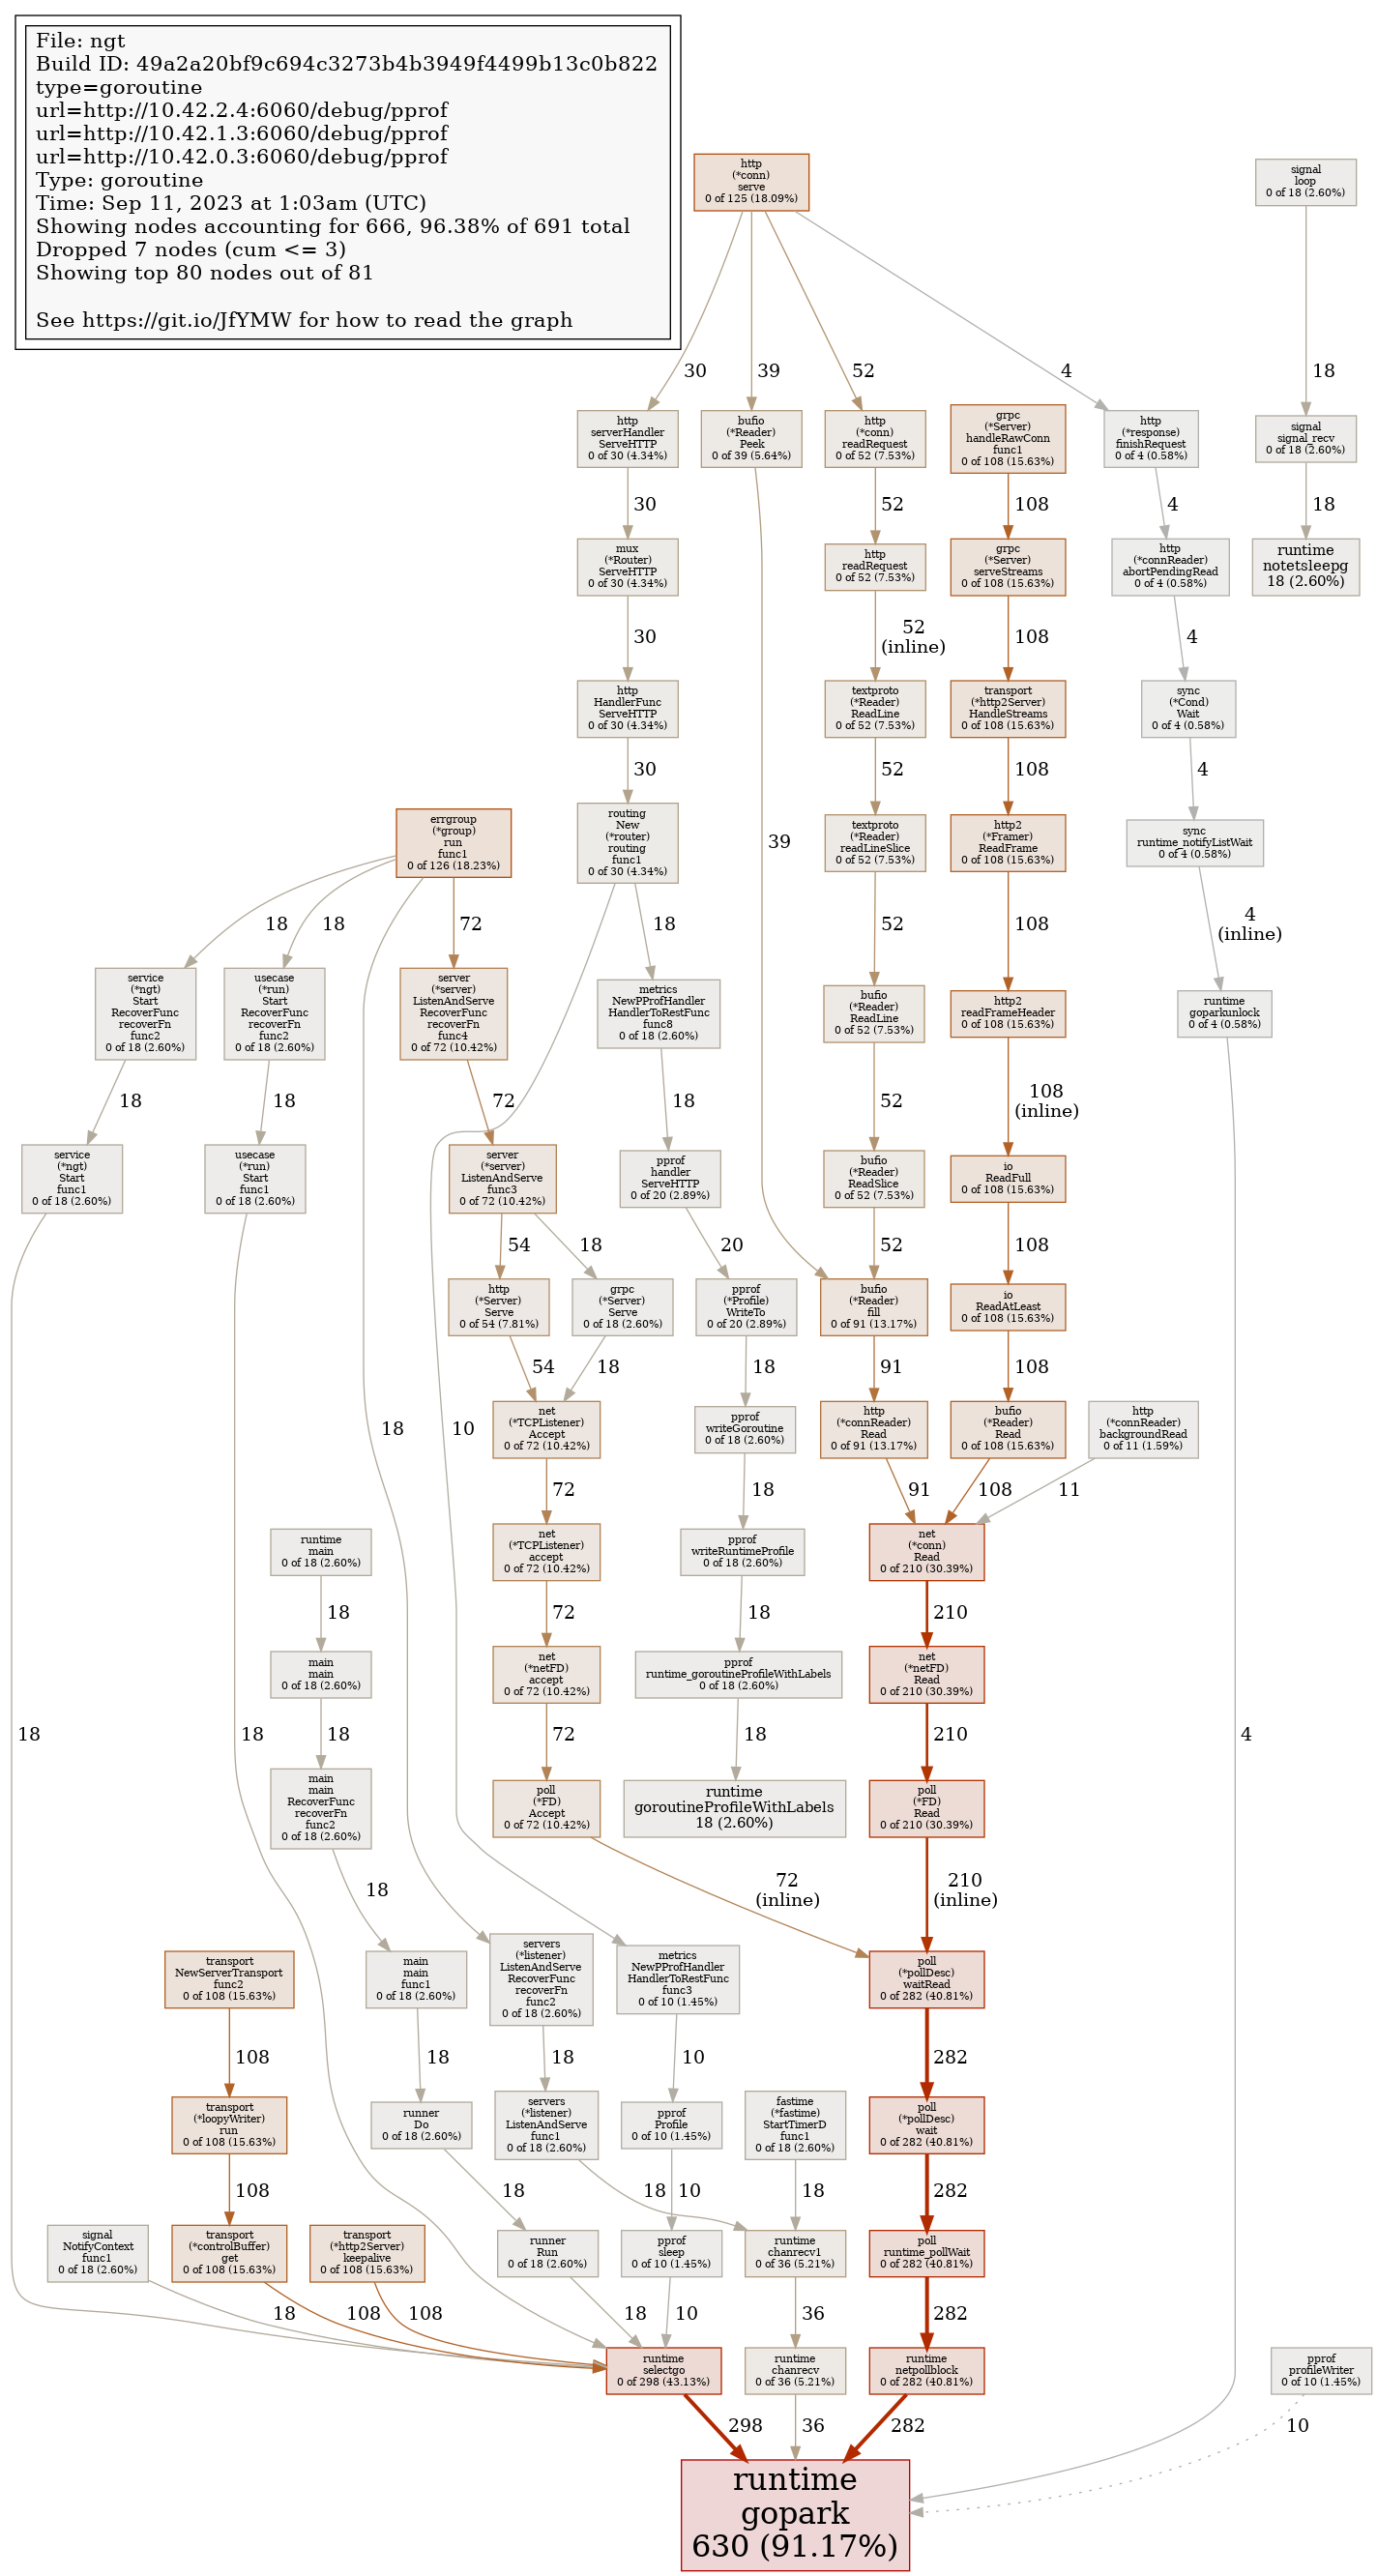 File: ngt
Build ID: 49a2a20bf9c694c3273b4b3949f4499b13c0b822
type=goroutine
url=http://10.42.2.4:6060/debug/pprof
url=http://10.42.1.3:6060/debug/pprof
url=http://10.42.0.3:6060/debug/pprof
Type: goroutine
Time: Sep 11, 2023 at 1:03am (UTC)
Showing nodes accounting for 666, 96.38% of 691 total
Dropped 7 nodes (cum <= 3)
Showing top 80 nodes out of 81
See https://git.io/JfYMW for how to read the graph
http
(*conn)
serve
0 of 125 (18.09%)
signal
loop
0 of 18 (2.60%)
30
39
52
4
18
http
serverHandler
ServeHTTP
0 of 30 (4.34%)
bufio
(*Reader)
Peek
0 of 39 (5.64%)
http
(*conn)
readRequest
0 of 52 (7.53%)
grpc
(*Server)
handleRawConn
func1
0 of 108 (15.63%)
http
(*response)
finishRequest
0 of 4 (0.58%)
signal
signal_recv
0 of 18 (2.60%)
30
52
108
4
18
mux
(*Router)
ServeHTTP
0 of 30 (4.34%)
http
readRequest
0 of 52 (7.53%)
grpc
(*Server)
serveStreams
0 of 108 (15.63%)
http
(*connReader)
abortPendingRead
0 of 4 (0.58%)
runtime
notetsleepg
18 (2.60%)
30
52
(inline)
108
4
http
HandlerFunc
ServeHTTP
0 of 30 (4.34%)
textproto
(*Reader)
ReadLine
0 of 52 (7.53%)
transport
(*http2Server)
HandleStreams
0 of 108 (15.63%)
sync
(*Cond)
Wait
0 of 4 (0.58%)
30
52
108
4
errgroup
(*group)
run
func1
0 of 126 (18.23%)
routing
New
(*router)
routing
func1
0 of 30 (4.34%)
39
textproto
(*Reader)
readLineSlice
0 of 52 (7.53%)
http2
(*Framer)
ReadFrame
0 of 108 (15.63%)
sync
runtime_notifyListWait
0 of 4 (0.58%)
18
18
72
18
52
108
4
(inline)
service
(*ngt)
Start
RecoverFunc
recoverFn
func2
0 of 18 (2.60%)
usecase
(*run)
Start
RecoverFunc
recoverFn
func2
0 of 18 (2.60%)
server
(*server)
ListenAndServe
RecoverFunc
recoverFn
func4
0 of 72 (10.42%)
metrics
NewPProfHandler
HandlerToRestFunc
func8
0 of 18 (2.60%)
bufio
(*Reader)
ReadLine
0 of 52 (7.53%)
http2
readFrameHeader
0 of 108 (15.63%)
runtime
goparkunlock
0 of 4 (0.58%)
18
18
72
18
52
108
(inline)
service
(*ngt)
Start
func1
0 of 18 (2.60%)
usecase
(*run)
Start
func1
0 of 18 (2.60%)
server
(*server)
ListenAndServe
func3
0 of 72 (10.42%)
pprof
handler
ServeHTTP
0 of 20 (2.89%)
bufio
(*Reader)
ReadSlice
0 of 52 (7.53%)
io
ReadFull
0 of 108 (15.63%)
54
18
20
52
108
http
(*Server)
Serve
0 of 54 (7.81%)
grpc
(*Server)
Serve
0 of 18 (2.60%)
pprof
(*Profile)
WriteTo
0 of 20 (2.89%)
bufio
(*Reader)
fill
0 of 91 (13.17%)
io
ReadAtLeast
0 of 108 (15.63%)
54
18
18
91
108
18
10
net
(*TCPListener)
Accept
0 of 72 (10.42%)
pprof
writeGoroutine
0 of 18 (2.60%)
http
(*connReader)
Read
0 of 91 (13.17%)
bufio
(*Reader)
Read
0 of 108 (15.63%)
http
(*connReader)
backgroundRead
0 of 11 (1.59%)
72
18
91
108
11
runtime
main
0 of 18 (2.60%)
net
(*TCPListener)
accept
0 of 72 (10.42%)
pprof
writeRuntimeProfile
0 of 18 (2.60%)
net
(*conn)
Read
0 of 210 (30.39%)
18
72
18
210
main
main
0 of 18 (2.60%)
net
(*netFD)
accept
0 of 72 (10.42%)
pprof
runtime_goroutineProfileWithLabels
0 of 18 (2.60%)
net
(*netFD)
Read
0 of 210 (30.39%)
18
18
18
72
18
210
4
main
main
RecoverFunc
recoverFn
func2
0 of 18 (2.60%)
poll
(*FD)
Accept
0 of 72 (10.42%)
runtime
goroutineProfileWithLabels
18 (2.60%)
poll
(*FD)
Read
0 of 210 (30.39%)
18
72
(inline)
210
(inline)
transport
NewServerTransport
func2
0 of 108 (15.63%)
main
main
func1
0 of 18 (2.60%)
servers
(*listener)
ListenAndServe
RecoverFunc
recoverFn
func2
0 of 18 (2.60%)
metrics
NewPProfHandler
HandlerToRestFunc
func3
0 of 10 (1.45%)
poll
(*pollDesc)
waitRead
0 of 282 (40.81%)
108
18
18
10
282
transport
(*loopyWriter)
run
0 of 108 (15.63%)
runner
Do
0 of 18 (2.60%)
servers
(*listener)
ListenAndServe
func1
0 of 18 (2.60%)
pprof
Profile
0 of 10 (1.45%)
fastime
(*fastime)
StartTimerD
func1
0 of 18 (2.60%)
poll
(*pollDesc)
wait
0 of 282 (40.81%)
108
18
18
10
18
282
signal
NotifyContext
func1
0 of 18 (2.60%)
transport
(*controlBuffer)
get
0 of 108 (15.63%)
transport
(*http2Server)
keepalive
0 of 108 (15.63%)
runner
Run
0 of 18 (2.60%)
pprof
sleep
0 of 10 (1.45%)
runtime
chanrecv1
0 of 36 (5.21%)
poll
runtime_pollWait
0 of 282 (40.81%)
18
108
108
18
10
36
282
runtime
selectgo
0 of 298 (43.13%)
runtime
chanrecv
0 of 36 (5.21%)
runtime
netpollblock
0 of 282 (40.81%)
pprof
profileWriter
0 of 10 (1.45%)
298
36
282
10
runtime
gopark
630 (91.17%)